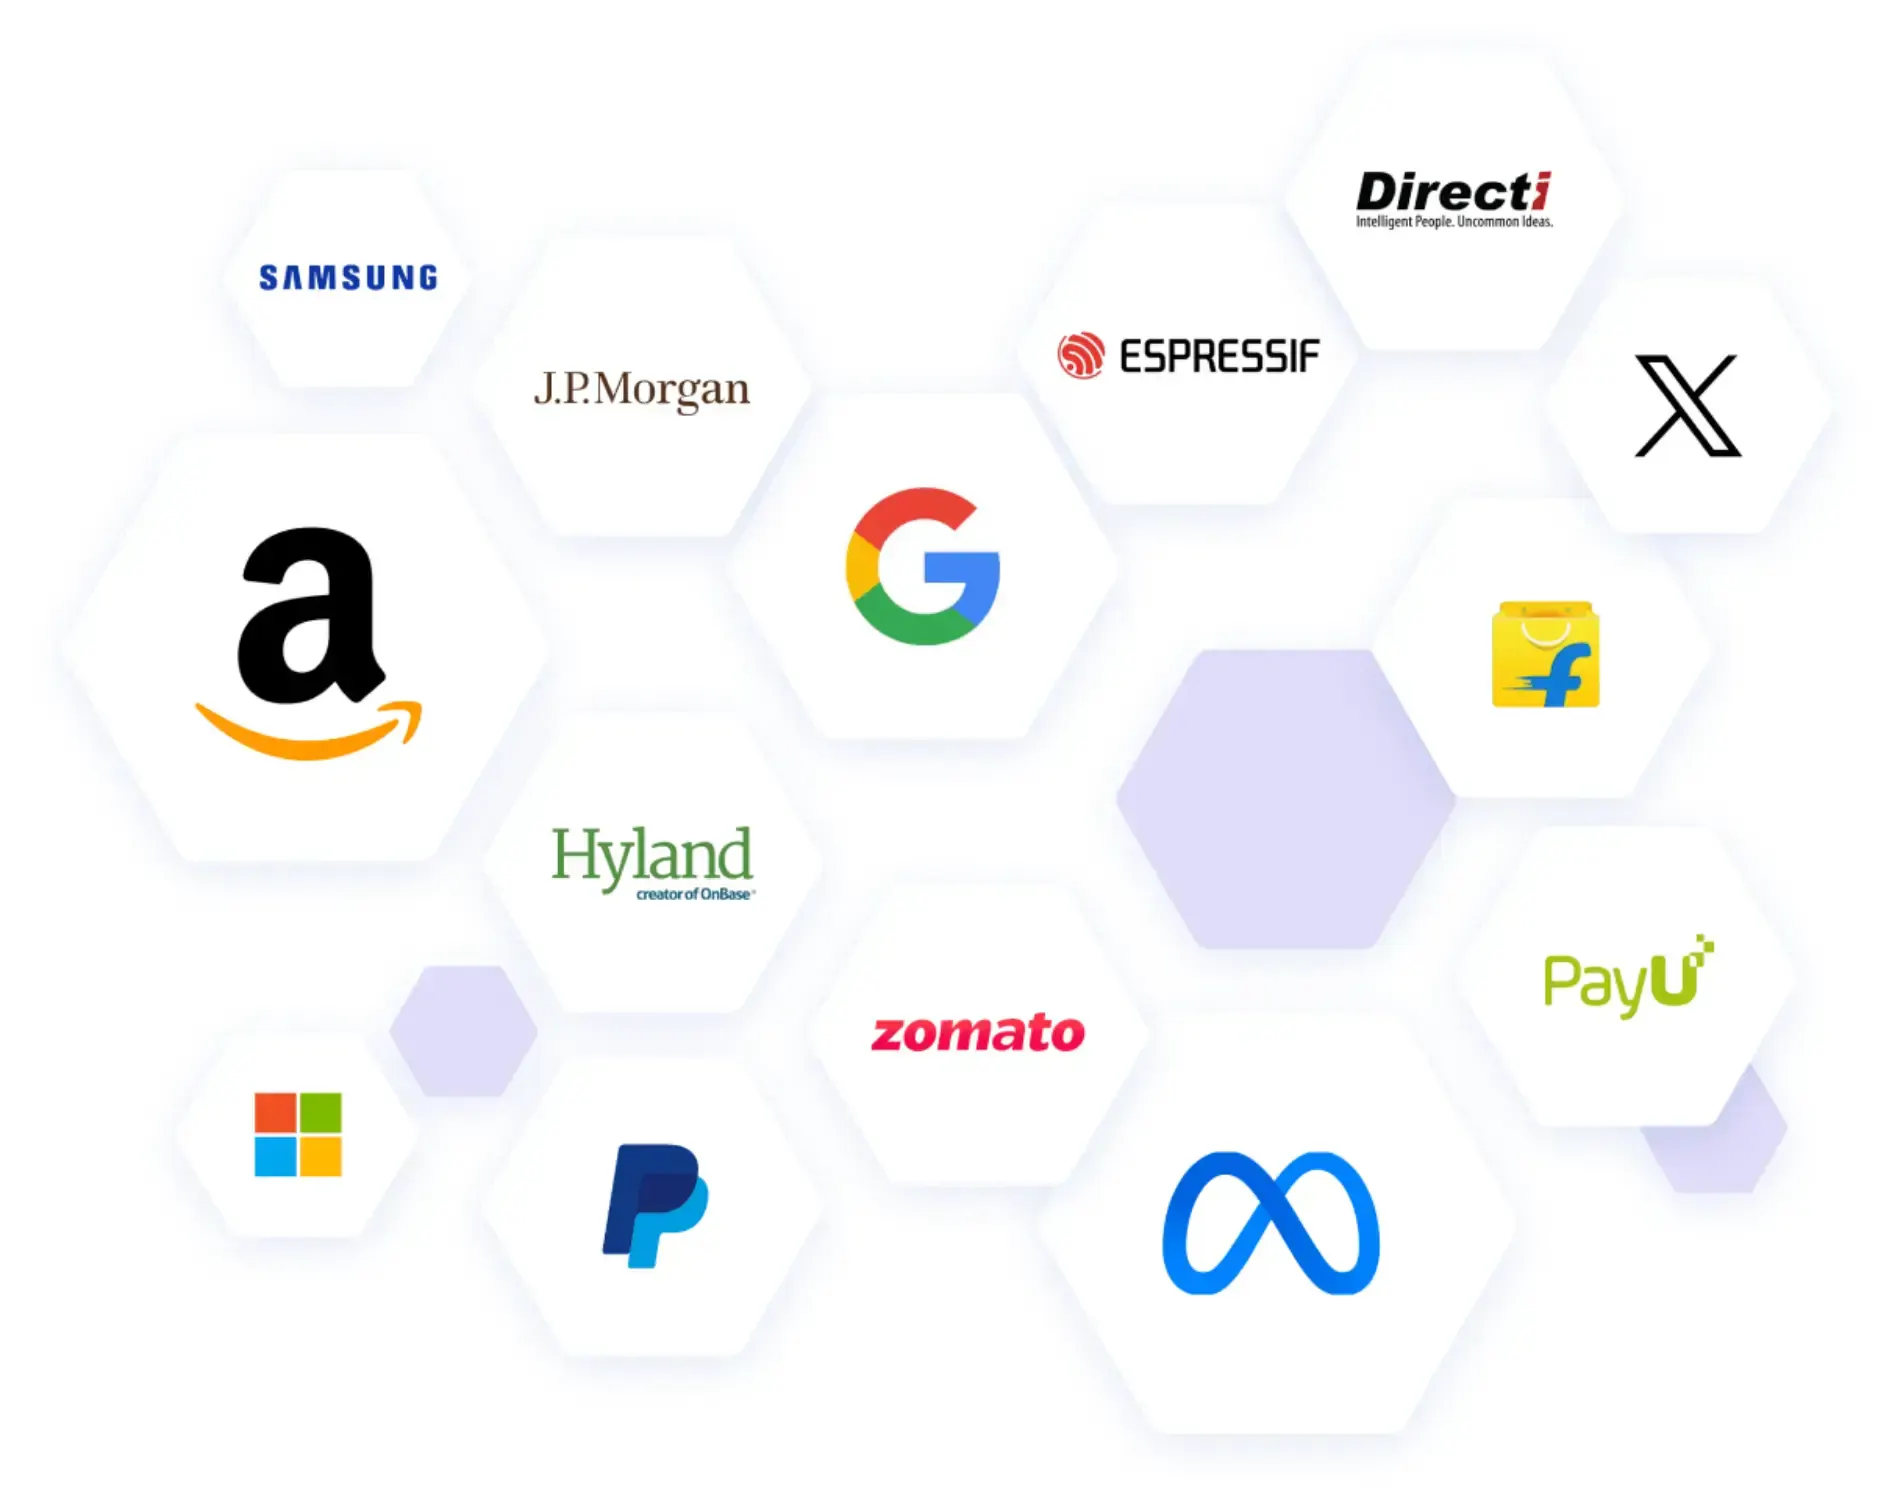 Directi
Intelligent People. Uncommon Ideas.
SAMSUNG
J.P.Morgan
ESPRESSIF
X
a
G
f
Hyland
creator of OnBase®
PayU
zomato
P